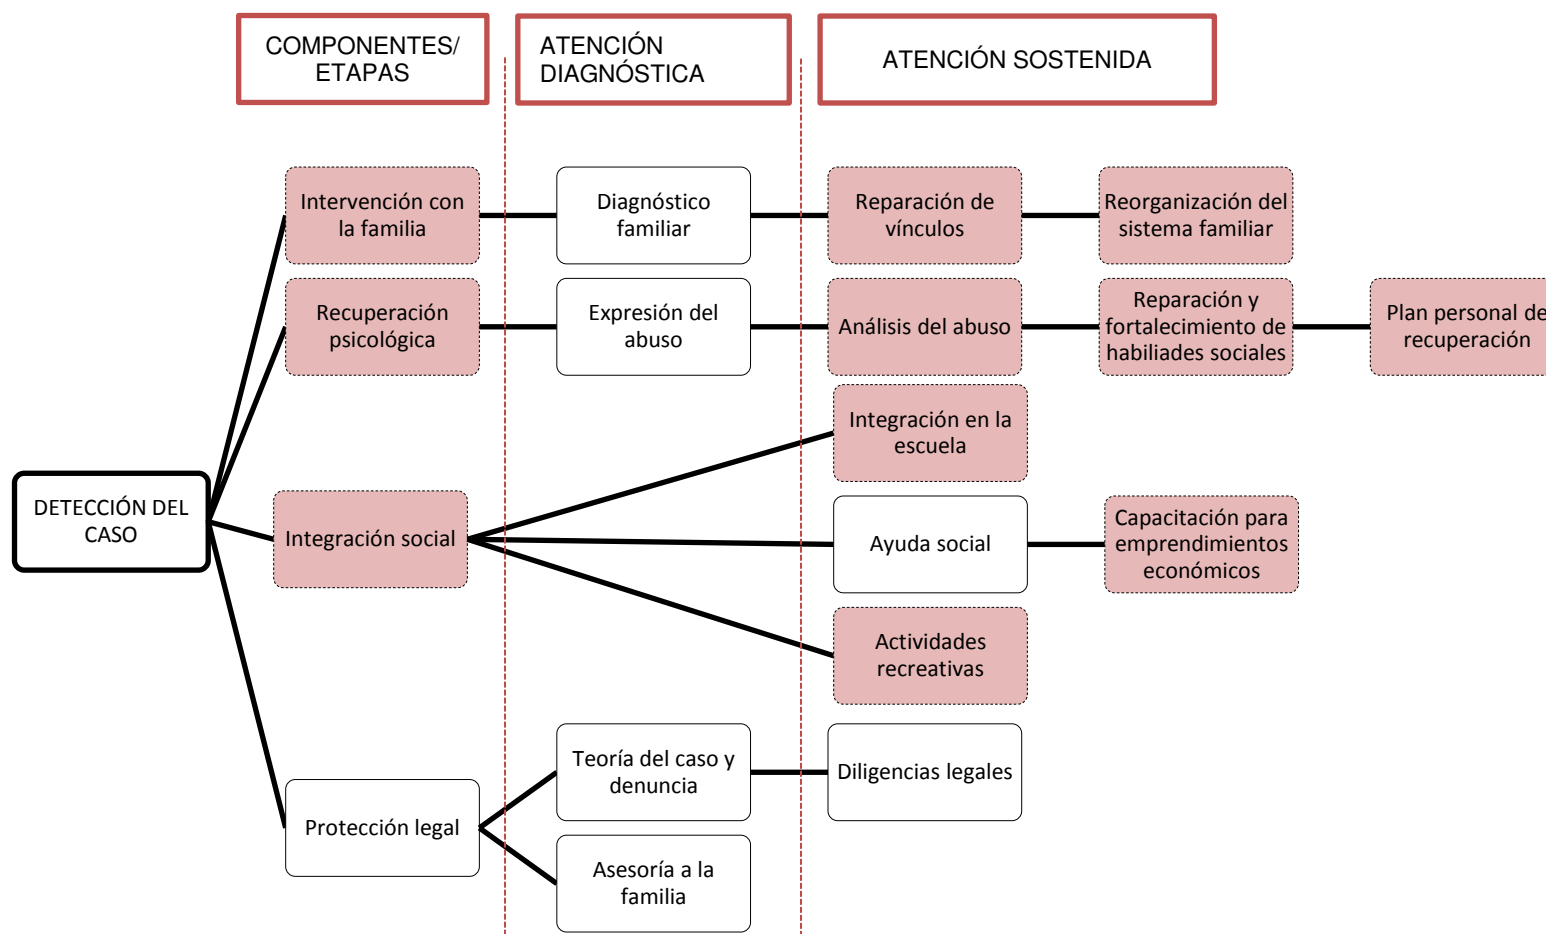 COMPONENTES/
ETAPAS
ATENCIÓN
DIAGNÓSTICA
ATENCIÓN SOSTENIDA
Intervención con
la familia
Diagnóstico
familiar
Reparación de
vínculos
Reorganización del
sistema familiar
Recuperación
psicológica
Expresión del
abuso
Análisis del abuso
Reparación y
fortalecimiento de
habiliades sociales
Plan personal de
recuperación
Integración en la
escuela
DETECCIÓN DEL
CASO
Integración social
Ayuda social
Capacitación para
emprendimientos
económicos
Actividades
recreativas
Protección legal
Teoría del caso y
denuncia
Diligencias legales
Asesoría a la
familia